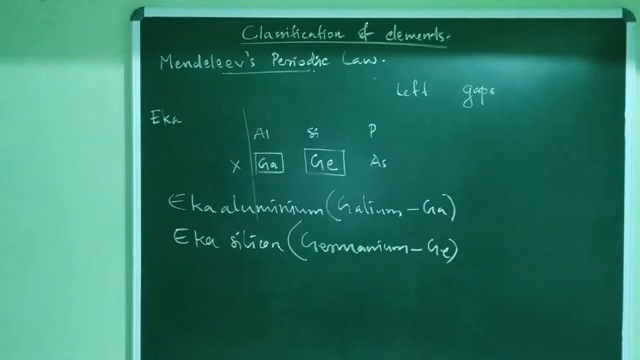 Classification of elements.
Mendeleev's Periodic Law.
Left gaps
Eka
Al Si P
X Ga Ge As
Eka aluminium (Galium - Ga)
Eka silicon (Germanium - Ge)